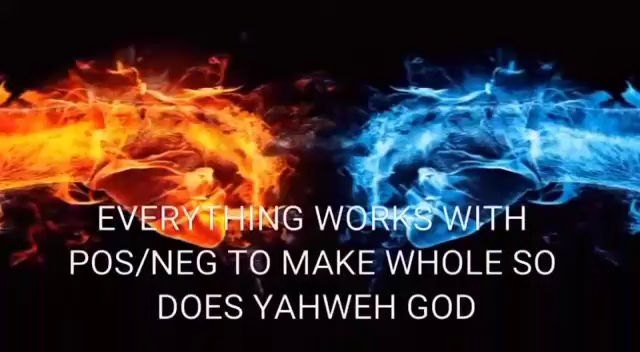 EVERYTHING WORKS WITH
POS/NEG TO MAKE WHOLE SO
DOES YAHWEH GOD